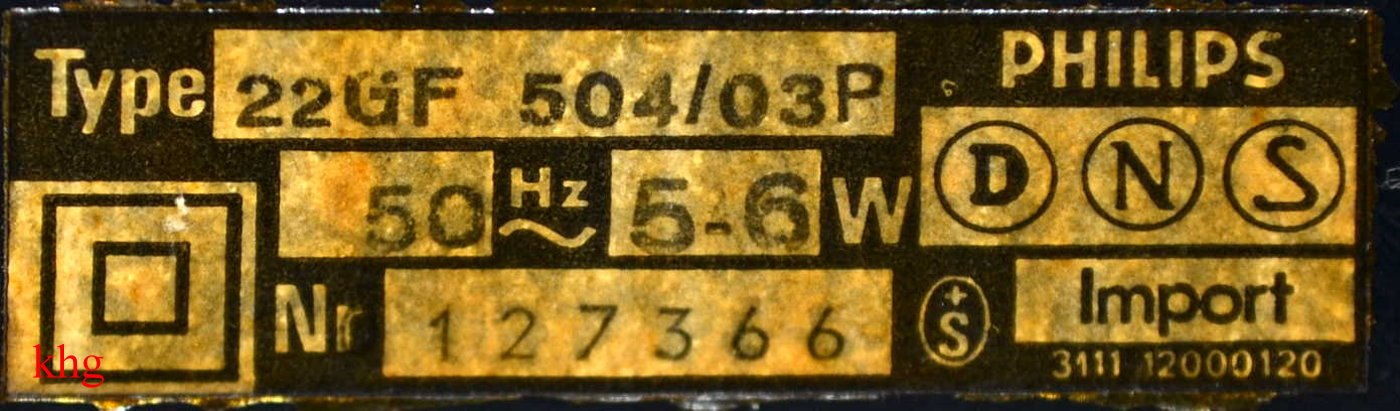 Type 22GF 504/03P PHILIPS
50 Hz ~ 5-6 W D N S
Nr 127366 +S Import
3111 12000120
khg